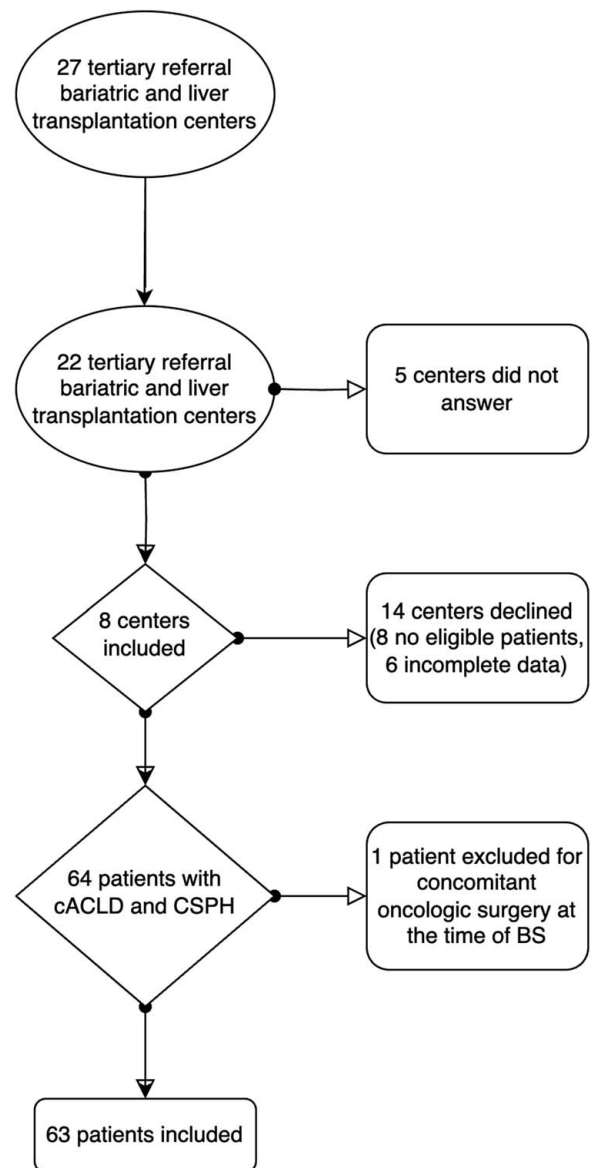 27 tertiary referral
bariatric and liver
transplantation centers
22 tertiary referral
bariatric and liver
transplantation centers
5 centers did not
answer
8 centers
included
14 centers declined
(8 no eligible patients,
6 incomplete data)
64 patients with
cACLD and CSPH
1 patient excluded for
concomitant
oncologic surgery at
the time of BS
63 patients included